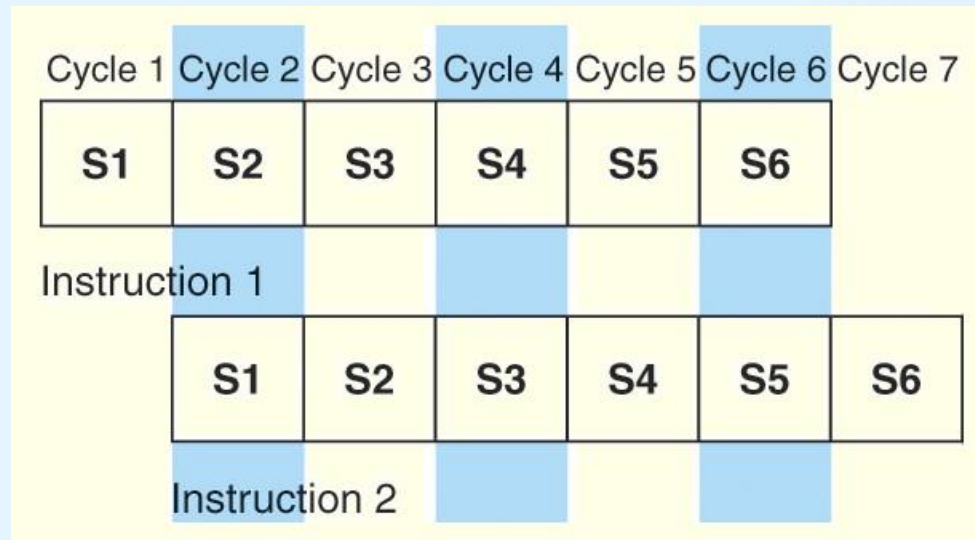 Cycle 1 Cycle 2 Cycle 3 Cycle 4 Cycle 5 Cycle 6 Cycle 7
S1 S2 S3 S4 S5 S6
Instruction 1
S1 S2 S3 S4 S5 S6
Instruction 2